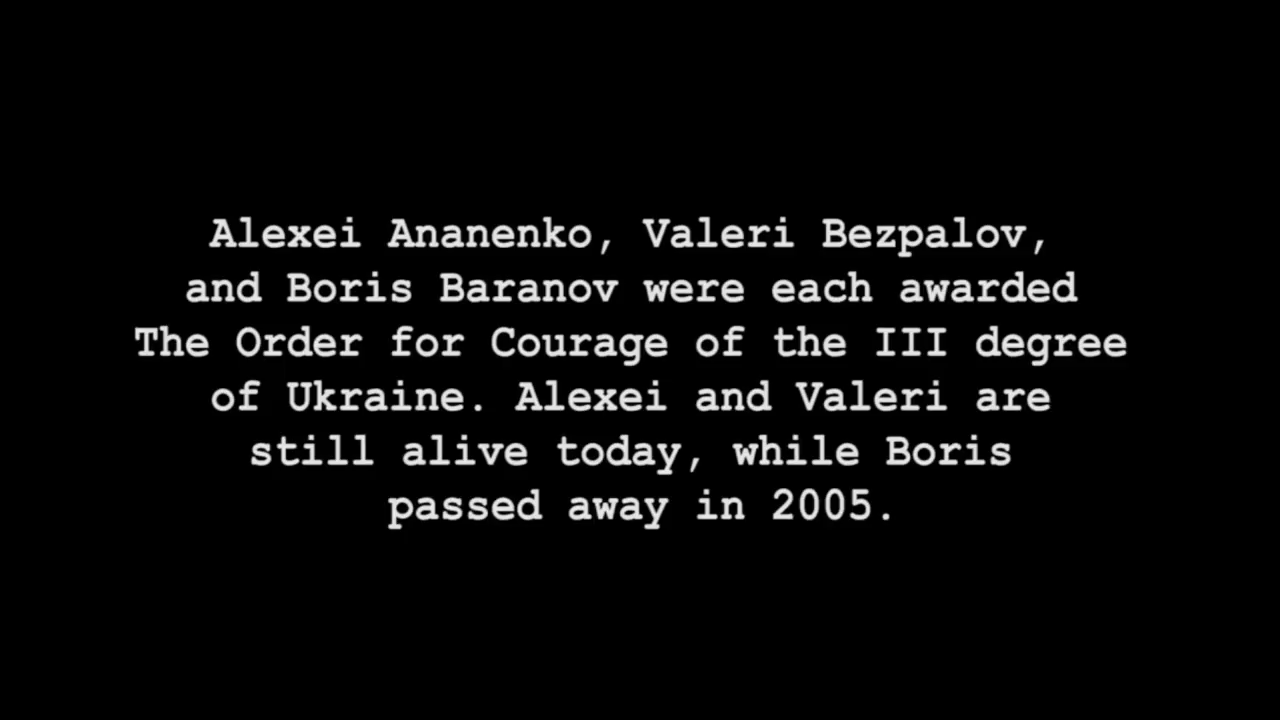 Alexei Ananenko, Valeri Bezpalov,
and Boris Baranov were each awarded
The Order for Courage of the III degree
of Ukraine. Alexei and Valeri are
still alive today, while Boris
passed away in 2005.